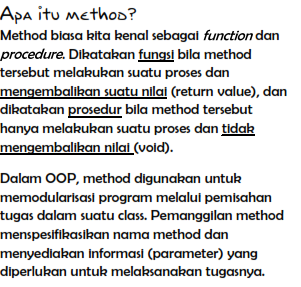 Apa itu method?
Method biasa kita kenal sebagai function dan
procedure. Dikatakan fungsi bila method
tersebut melakukan suatu proses dan
mengembalikan suatu nilai (return value), dan
dikatakan prosedur bila method tersebut
hanya melakukan suatu proses dan tidak
mengembalikan nilai (void).
Dalam OOP, method digunakan untuk
memodularisasi program melalui pemisahan
tugas dalam suatu class. Pemanggilan method
menspesifikasikan nama method dan
menyediakan informasi (parameter) yang
diperlukan untuk melaksanakan tugasnya.